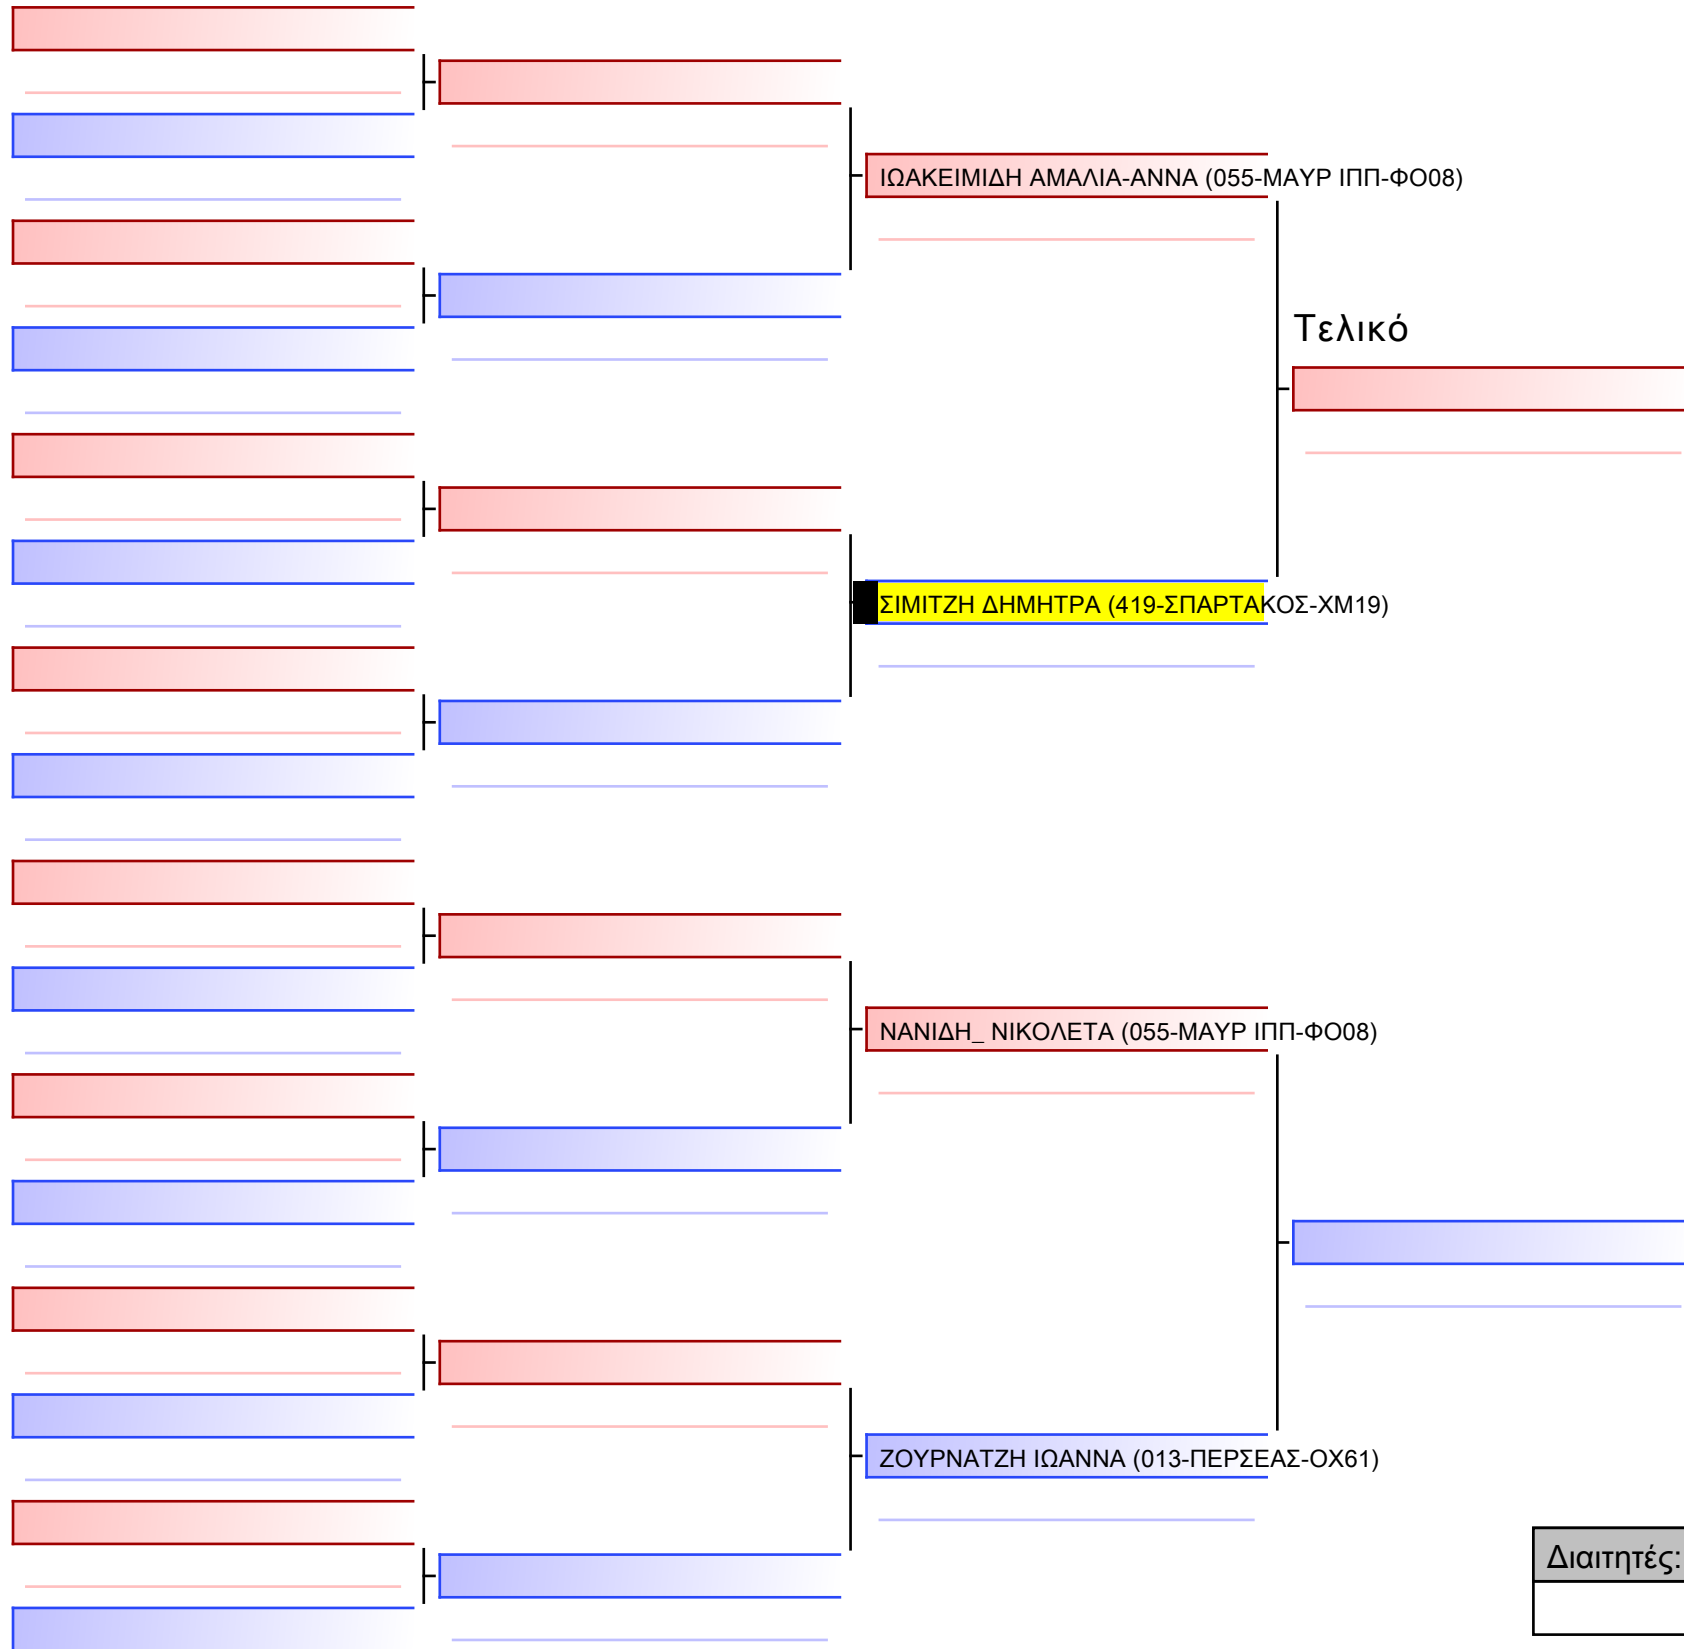 ΙΩΑΚΕΙΜΙΔΗ ΑΜΑΛΙΑ-ΑΝΝΑ (055-ΜΑΥΡ ΙΠΠ-ΦΟ08)
Τελικό
ΣΙΜΙΤΖΗ ΔΗΜΗΤΡΑ (419-ΣΠΑΡΤΑΚΟΣ-ΧΜ19)
ΝΑΝΙΔΗ_ ΝΙΚΟΛΕΤΑ (055-ΜΑΥΡ ΙΠΠ-ΦΟ08)
ΖΟΥΡΝΑΤΖΗ ΙΩΑΝΝΑ (013-ΠΕΡΣΕΑΣ-ΟΧ61)
Διαιτητές: